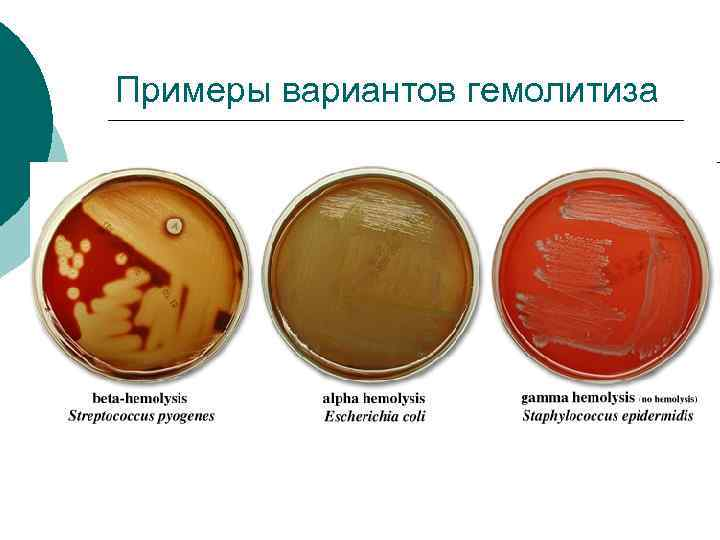 Примеры вариантов гемолитиза
beta-hemolysis
Streptococcus pyogenes
alpha hemolysis
Escherichia coli
gamma hemolysis (no hemolysis)
Staphylococcus epidermidis